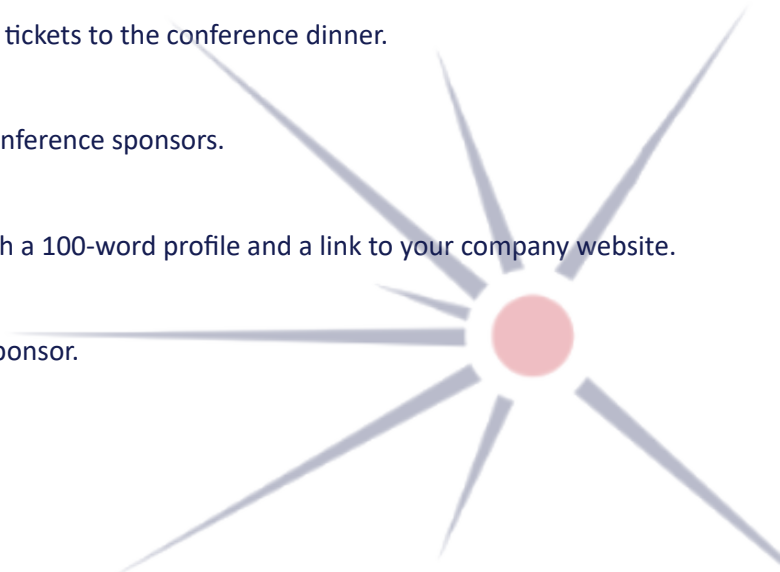 tickets to the conference dinner.
nference sponsors.
h a 100-word profile and a link to your company website.
ponsor.